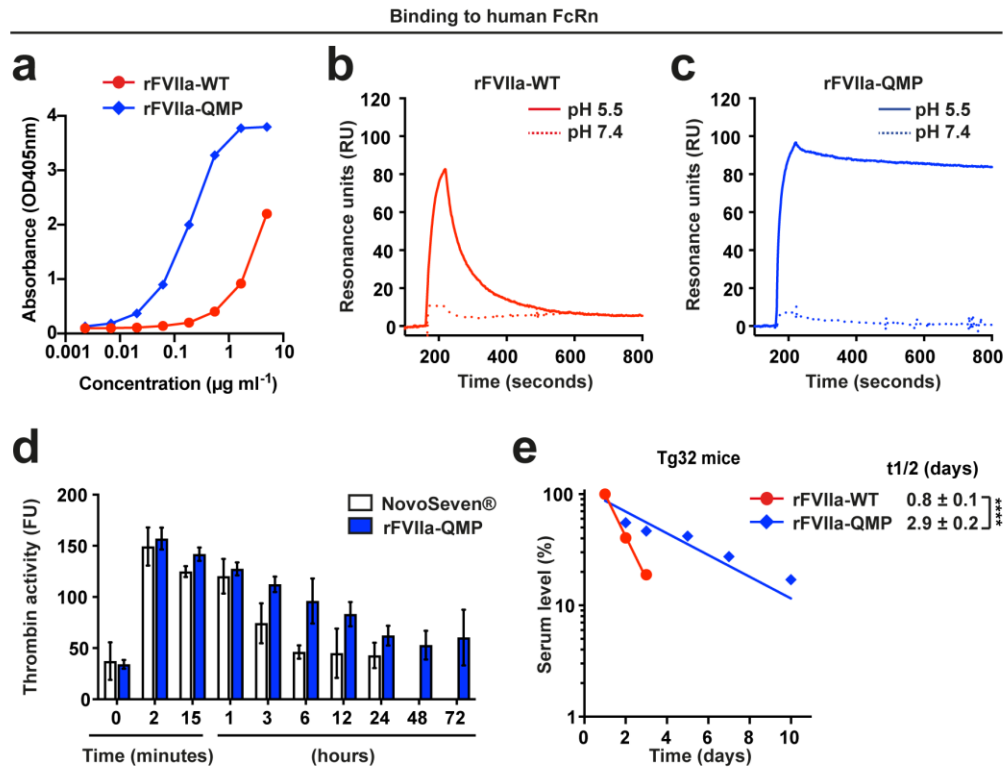 Binding to human FcRn
a
rFVIIa-WT
rFVIIa-QMP
Absorbance (OD405nm)
4
3
2
1
0
0.001 0.01 0.1 1 10
Concentration (µg ml⁻¹)
b
rFVIIa-WT
pH 5.5
pH 7.4
Resonance units (RU)
120
100
80
60
40
20
0
200 400 600 800
Time (seconds)
c
rFVIIa-QMP
pH 5.5
pH 7.4
Resonance units (RU)
120
100
80
60
40
20
0
200 400 600 800
Time (seconds)
d
NovoSeven®
rFVIIa-QMP
Thrombin activity (FU)
200
150
100
50
0
0 2 15 1 3 6 12 24 48 72
Time (minutes) (hours)
e
Tg32 mice
t1/2 (days)
rFVIIa-WT 0.8 ± 0.1
rFVIIa-QMP 2.9 ± 0.2
****
Serum level (%)
100
10
1
0 2 4 6 8 10
Time (days)